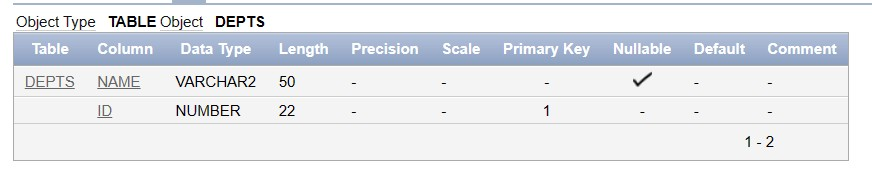 Object Type TABLE Object DEPTS
Table Column Data Type Length Precision Scale Primary Key Nullable Default Comment
DEPTS NAME VARCHAR2 50 - - - ✓ - -
ID NUMBER 22 - - 1 - - -
1 - 2